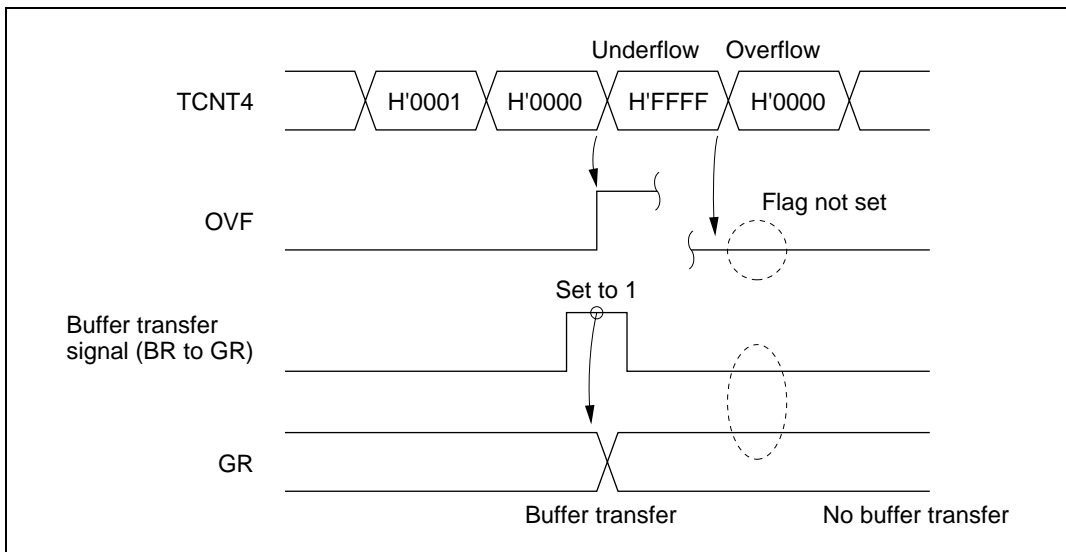 Underflow Overflow
TCNT4 H'0001 H'0000 H'FFFF H'0000
OVF
Flag not set
Set to 1
Buffer transfer
signal (BR to GR)
GR
Buffer transfer No buffer transfer